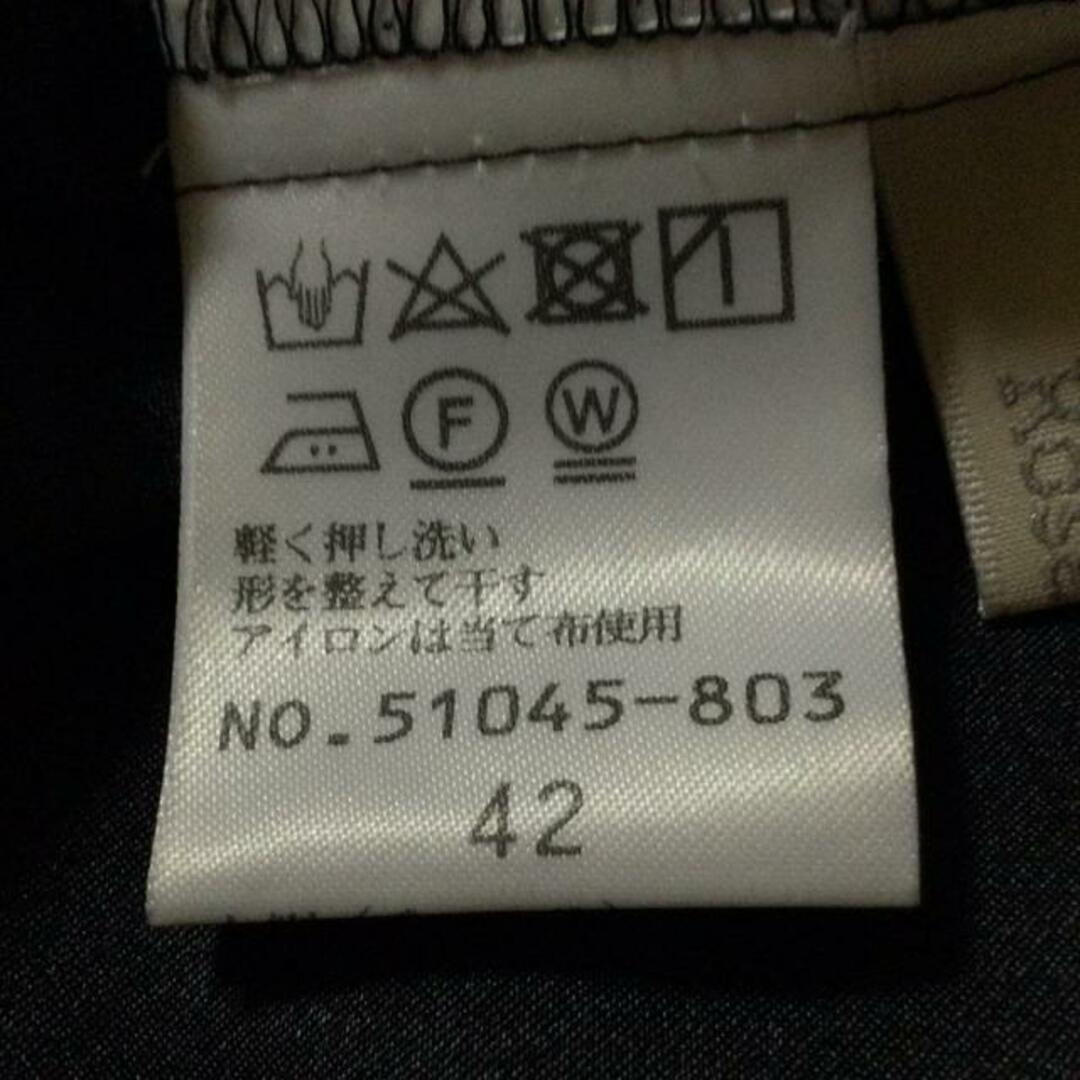 F W
軽く押し洗い
形を整えて干す
アイロンは当て布使用
NO.51045-803
42